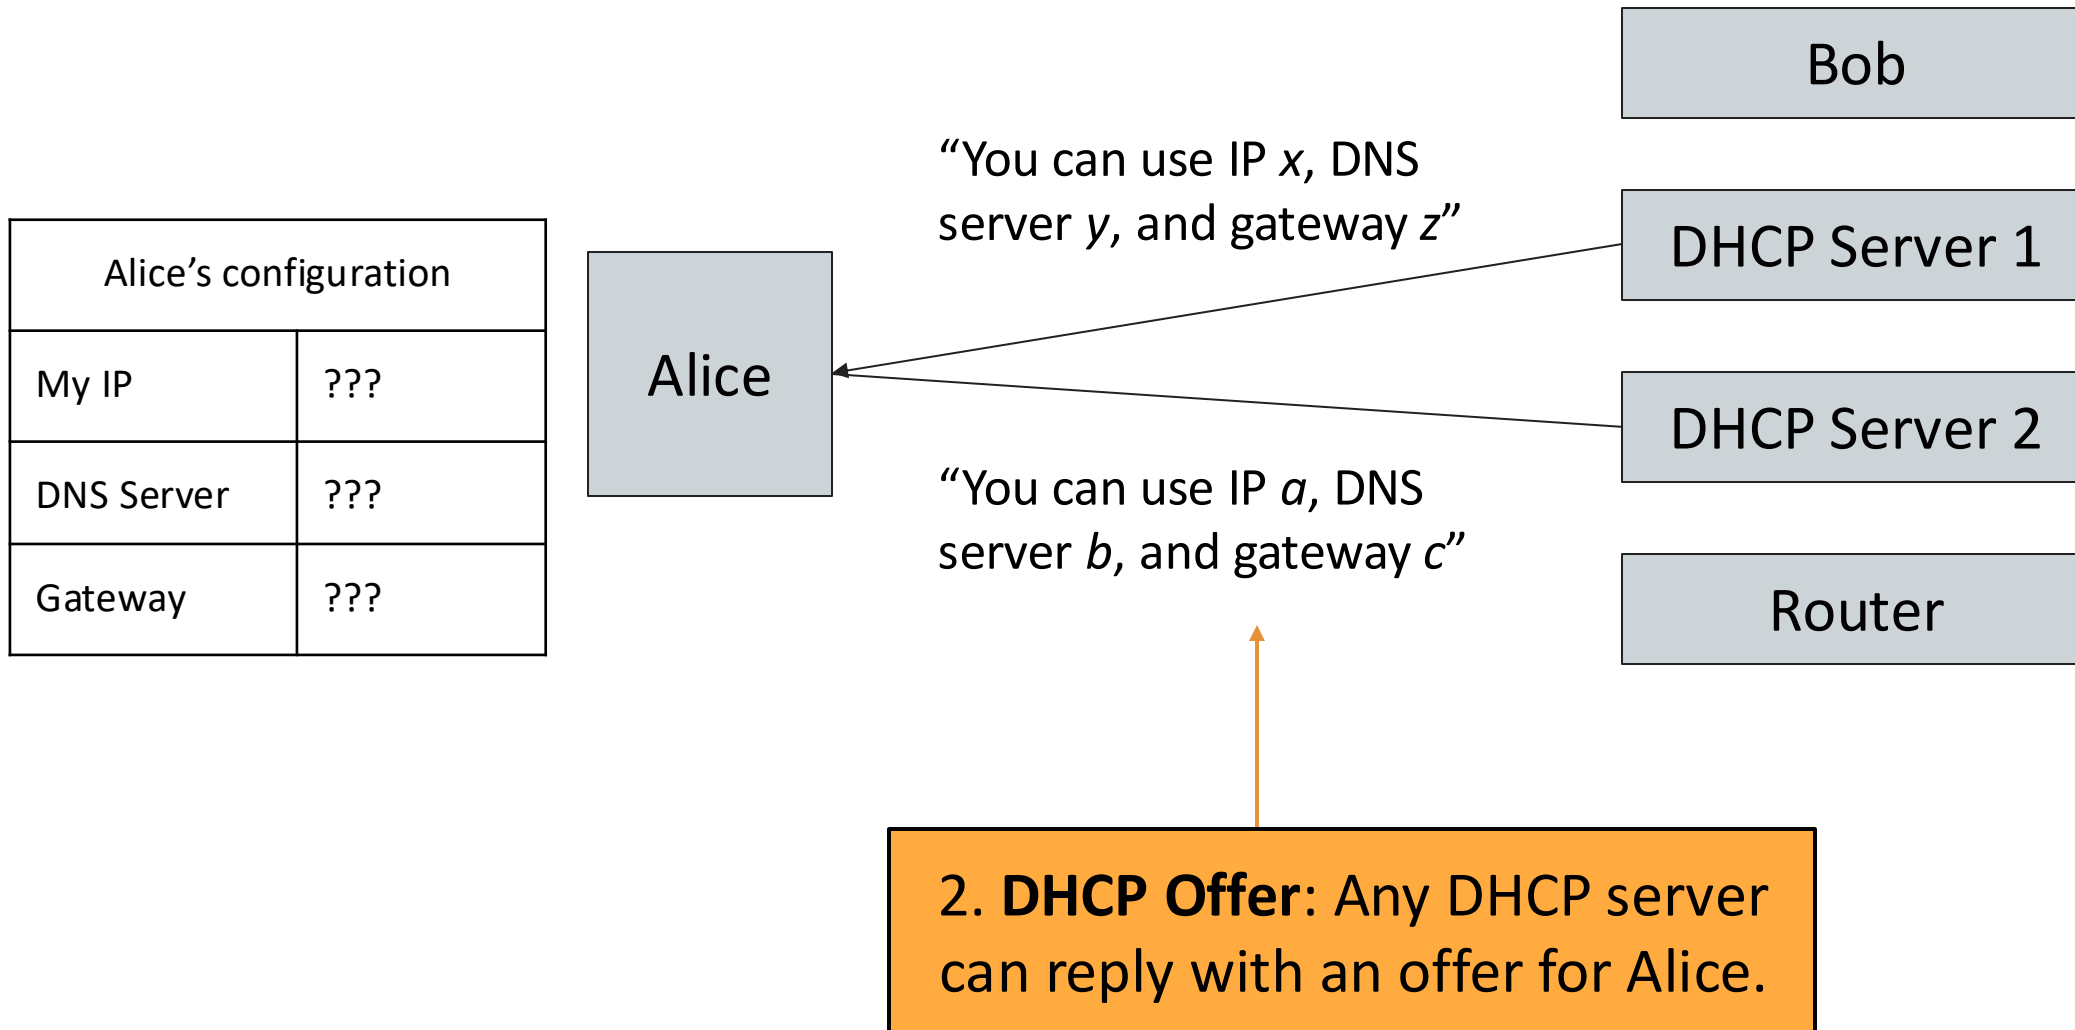 Bob
“You can use IP x, DNS
server y, and gateway z”
DHCP Server 1
Alice’s configuration
My IP ???
DNS Server ???
Gateway ???
Alice
DHCP Server 2
“You can use IP a, DNS
server b, and gateway c”
Router
2. DHCP Offer: Any DHCP server
can reply with an offer for Alice.